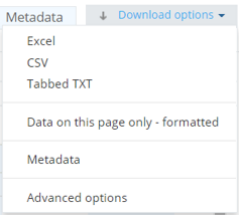 Metadata
Download options
Excel
CSV
Tabbed TXT
Data on this page only - formatted
Metadata
Advanced options